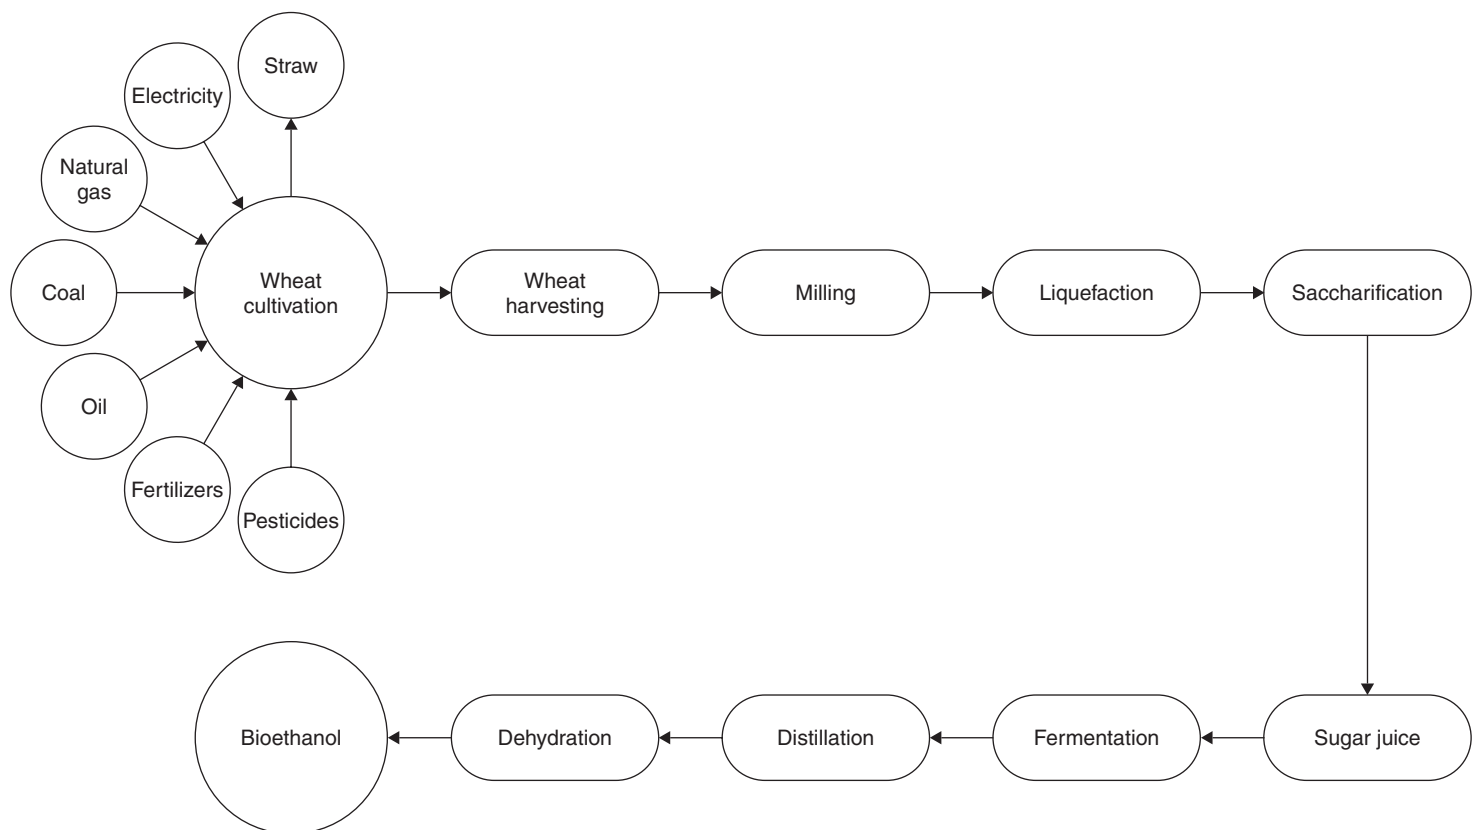 Straw
Electricity
Natural
gas
Coal
Wheat
cultivation
Wheat
harvesting
Milling
Liquefaction
Saccharification
Oil
Fertilizers
Pesticides
Bioethanol
Dehydration
Distillation
Fermentation
Sugar juice